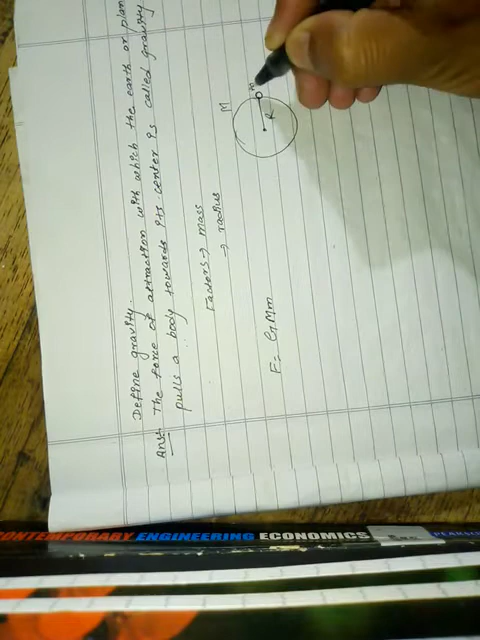 Define gravity.
Ans: The force of attraction with which the earth or plan
pulls a body towards its center is called gravity
Factors → mass
→ radius
M
m
R
F = GMm
CONTEMPORARY ENGINEERING ECONOMICS
PEARSON